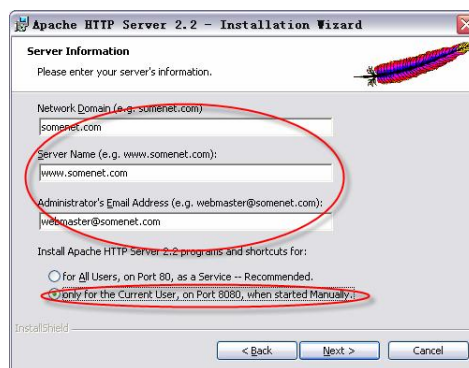 Apache HTTP Server 2.2 - Installation Wizard
Server Information
Please enter your server's information.
Network Domain (e.g. somenet.com)
somenet.com
Server Name (e.g. www.somenet.com):
www.somenet.com
Administrator's Email Address (e.g. webmaster@somenet.com):
webmaster@somenet.com
Install Apache HTTP Server 2.2 programs and shortcuts for:
for All Users, on Port 80, as a Service -- Recommended.
only for the Current User, on Port 8080, when started Manually.
InstallShield
< Back
Next >
Cancel